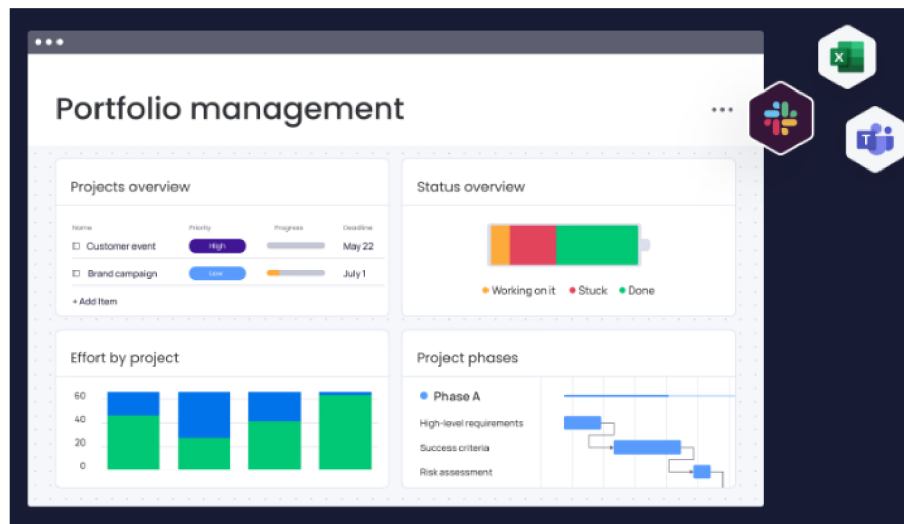 Portfolio management
Projects overview
Name Priority Progress Deadline
Customer event High May 22
Brand campaign Low July 1
+ Add Item
Status overview
Working on it Stuck Done
Effort by project
60
40
20
0
Project phases
Phase A
High-level requirements
Success criteria
Risk assessment
X
T